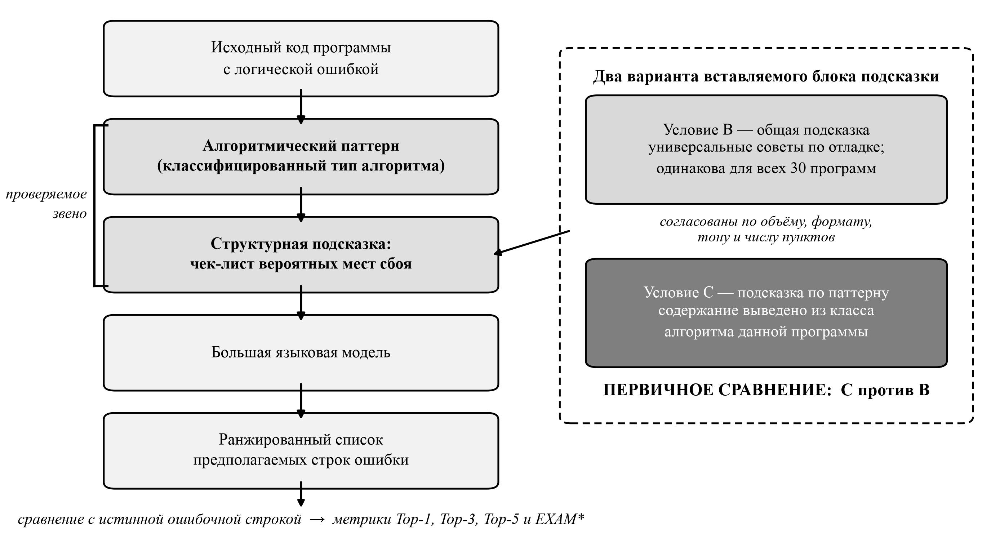 Исходный код программы
с логической ошибкой
Алгоритмический паттерн
(классифицированный тип алгоритма)
проверяемое
звено
Структурная подсказка:
чек-лист вероятных мест сбоя
Большая языковая модель
Ранжированный список
предполагаемых строк ошибки
сравнение с истинной ошибочной строкой → метрики Top-1, Top-3, Top-5 и EXAM*
Два варианта вставляемого блока подсказки
Условие B — общая подсказка
универсальные советы по отладке;
одинакова для всех 30 программ
согласованы по объёму, формату,
тону и числу пунктов
Условие C — подсказка по паттерну
содержание выведено из класса
алгоритма данной программы
ПЕРВИЧНОЕ СРАВНЕНИЕ: C против B